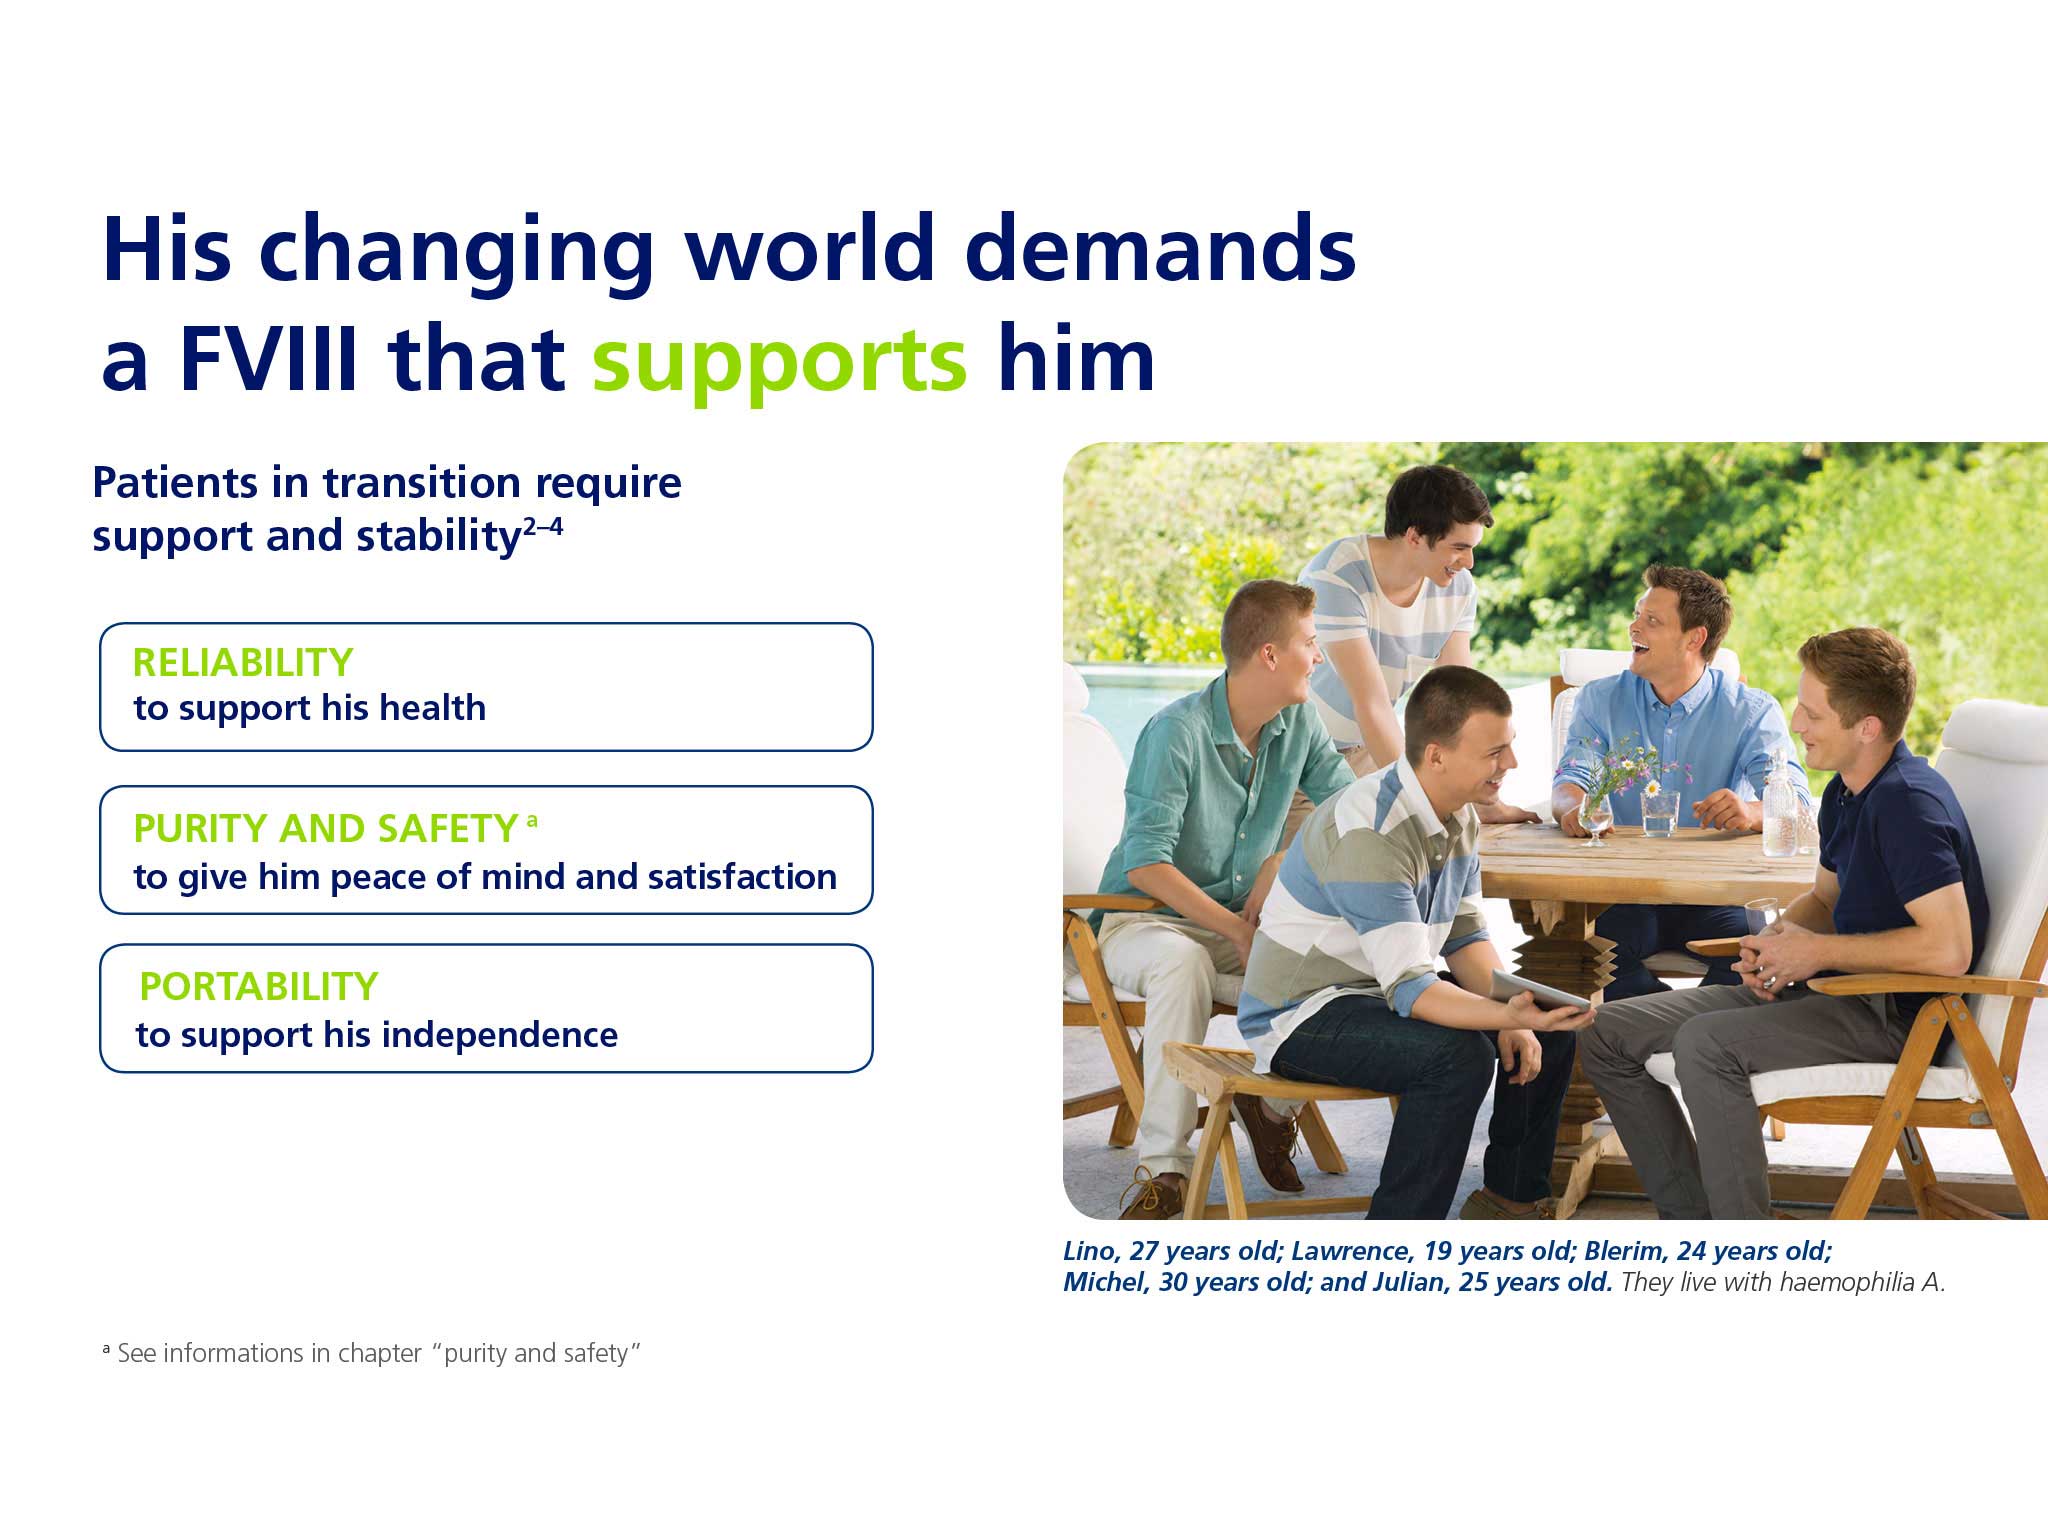 His changing world demands
a FVIII that supports him
Patients in transition require
support and stability2–4
RELIABILITY
to support his health
PURITY AND SAFETY a
to give him peace of mind and satisfaction
PORTABILITY
to support his independence
Lino, 27 years old; Lawrence, 19 years old; Blerim, 24 years old;
Michel, 30 years old; and Julian, 25 years old. They live with haemophilia A.
a See informations in chapter “purity and safety”